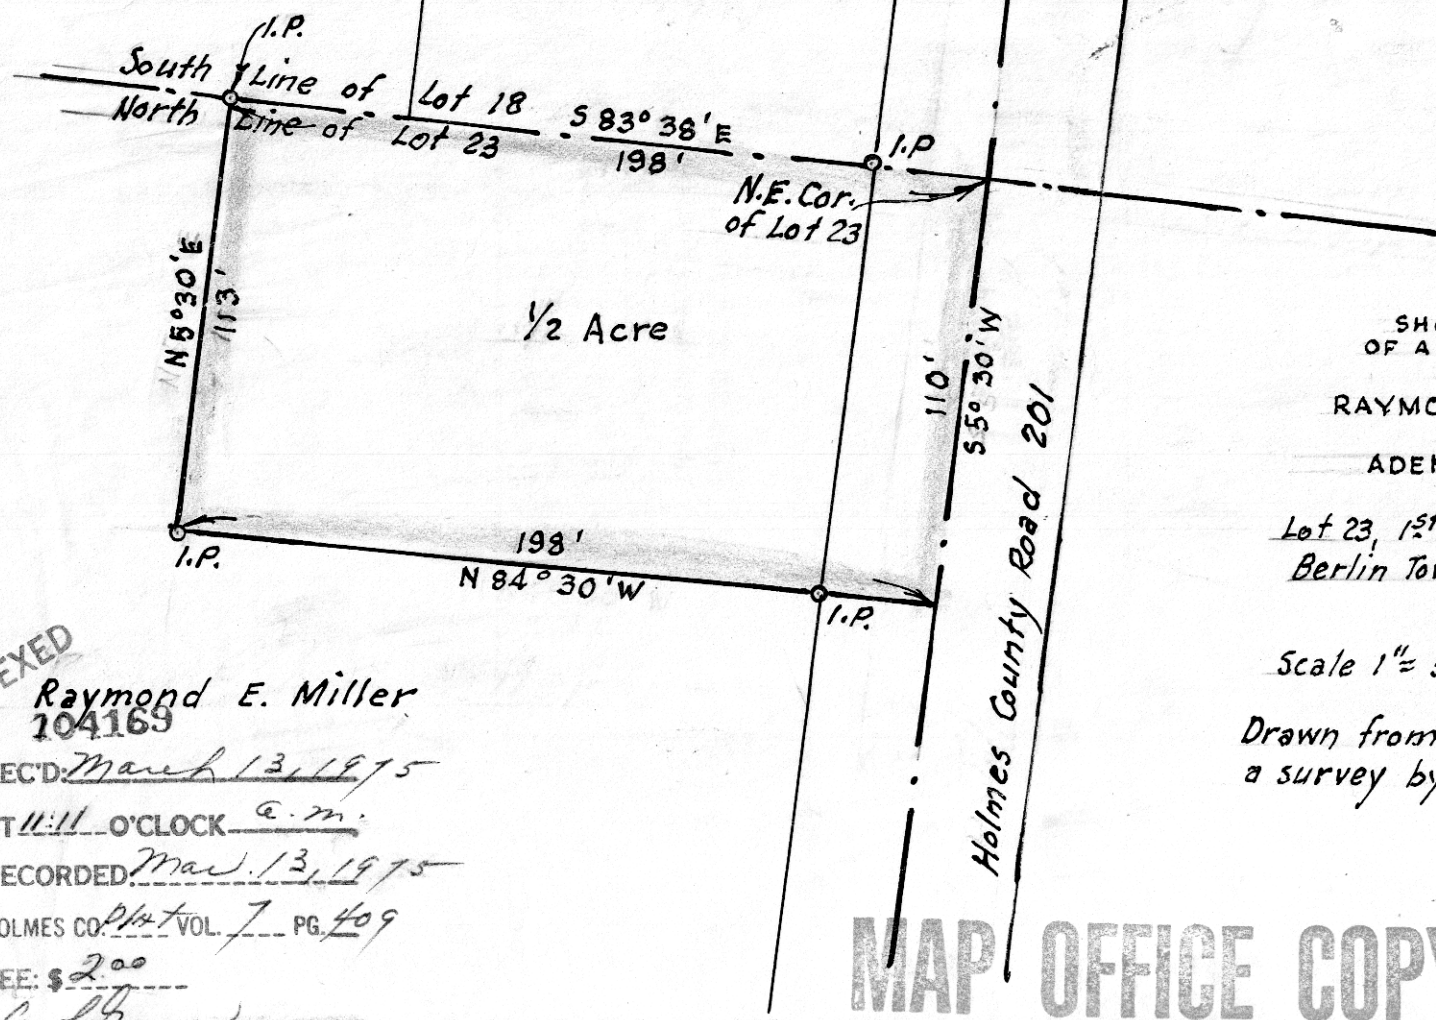 I.P.
South Line of Lot 18
North Line of Lot 23
S 83° 38' E
198'
I.P
N.E. Cor.
of Lot 23
N 5° 30' E
113'
1/2 Acre
110'
S 5° 30' W
Holmes County Road 201
198'
N 84° 30' W
I.P.
I.P.
SH
OF A
RAYMO
ADE
Lot 23, 1st
Berlin To
Scale 1" =
Drawn from
a survey by
EXED
Raymond E. Miller
104169
EC'D: March 13, 1975
T 11:11 O'CLOCK a.m.
ECORDED Mar. 13, 1975
OLMES CO. Plat VOL. 7 PG. 409
EE: $ 2.00
MAP OFFICE COPY